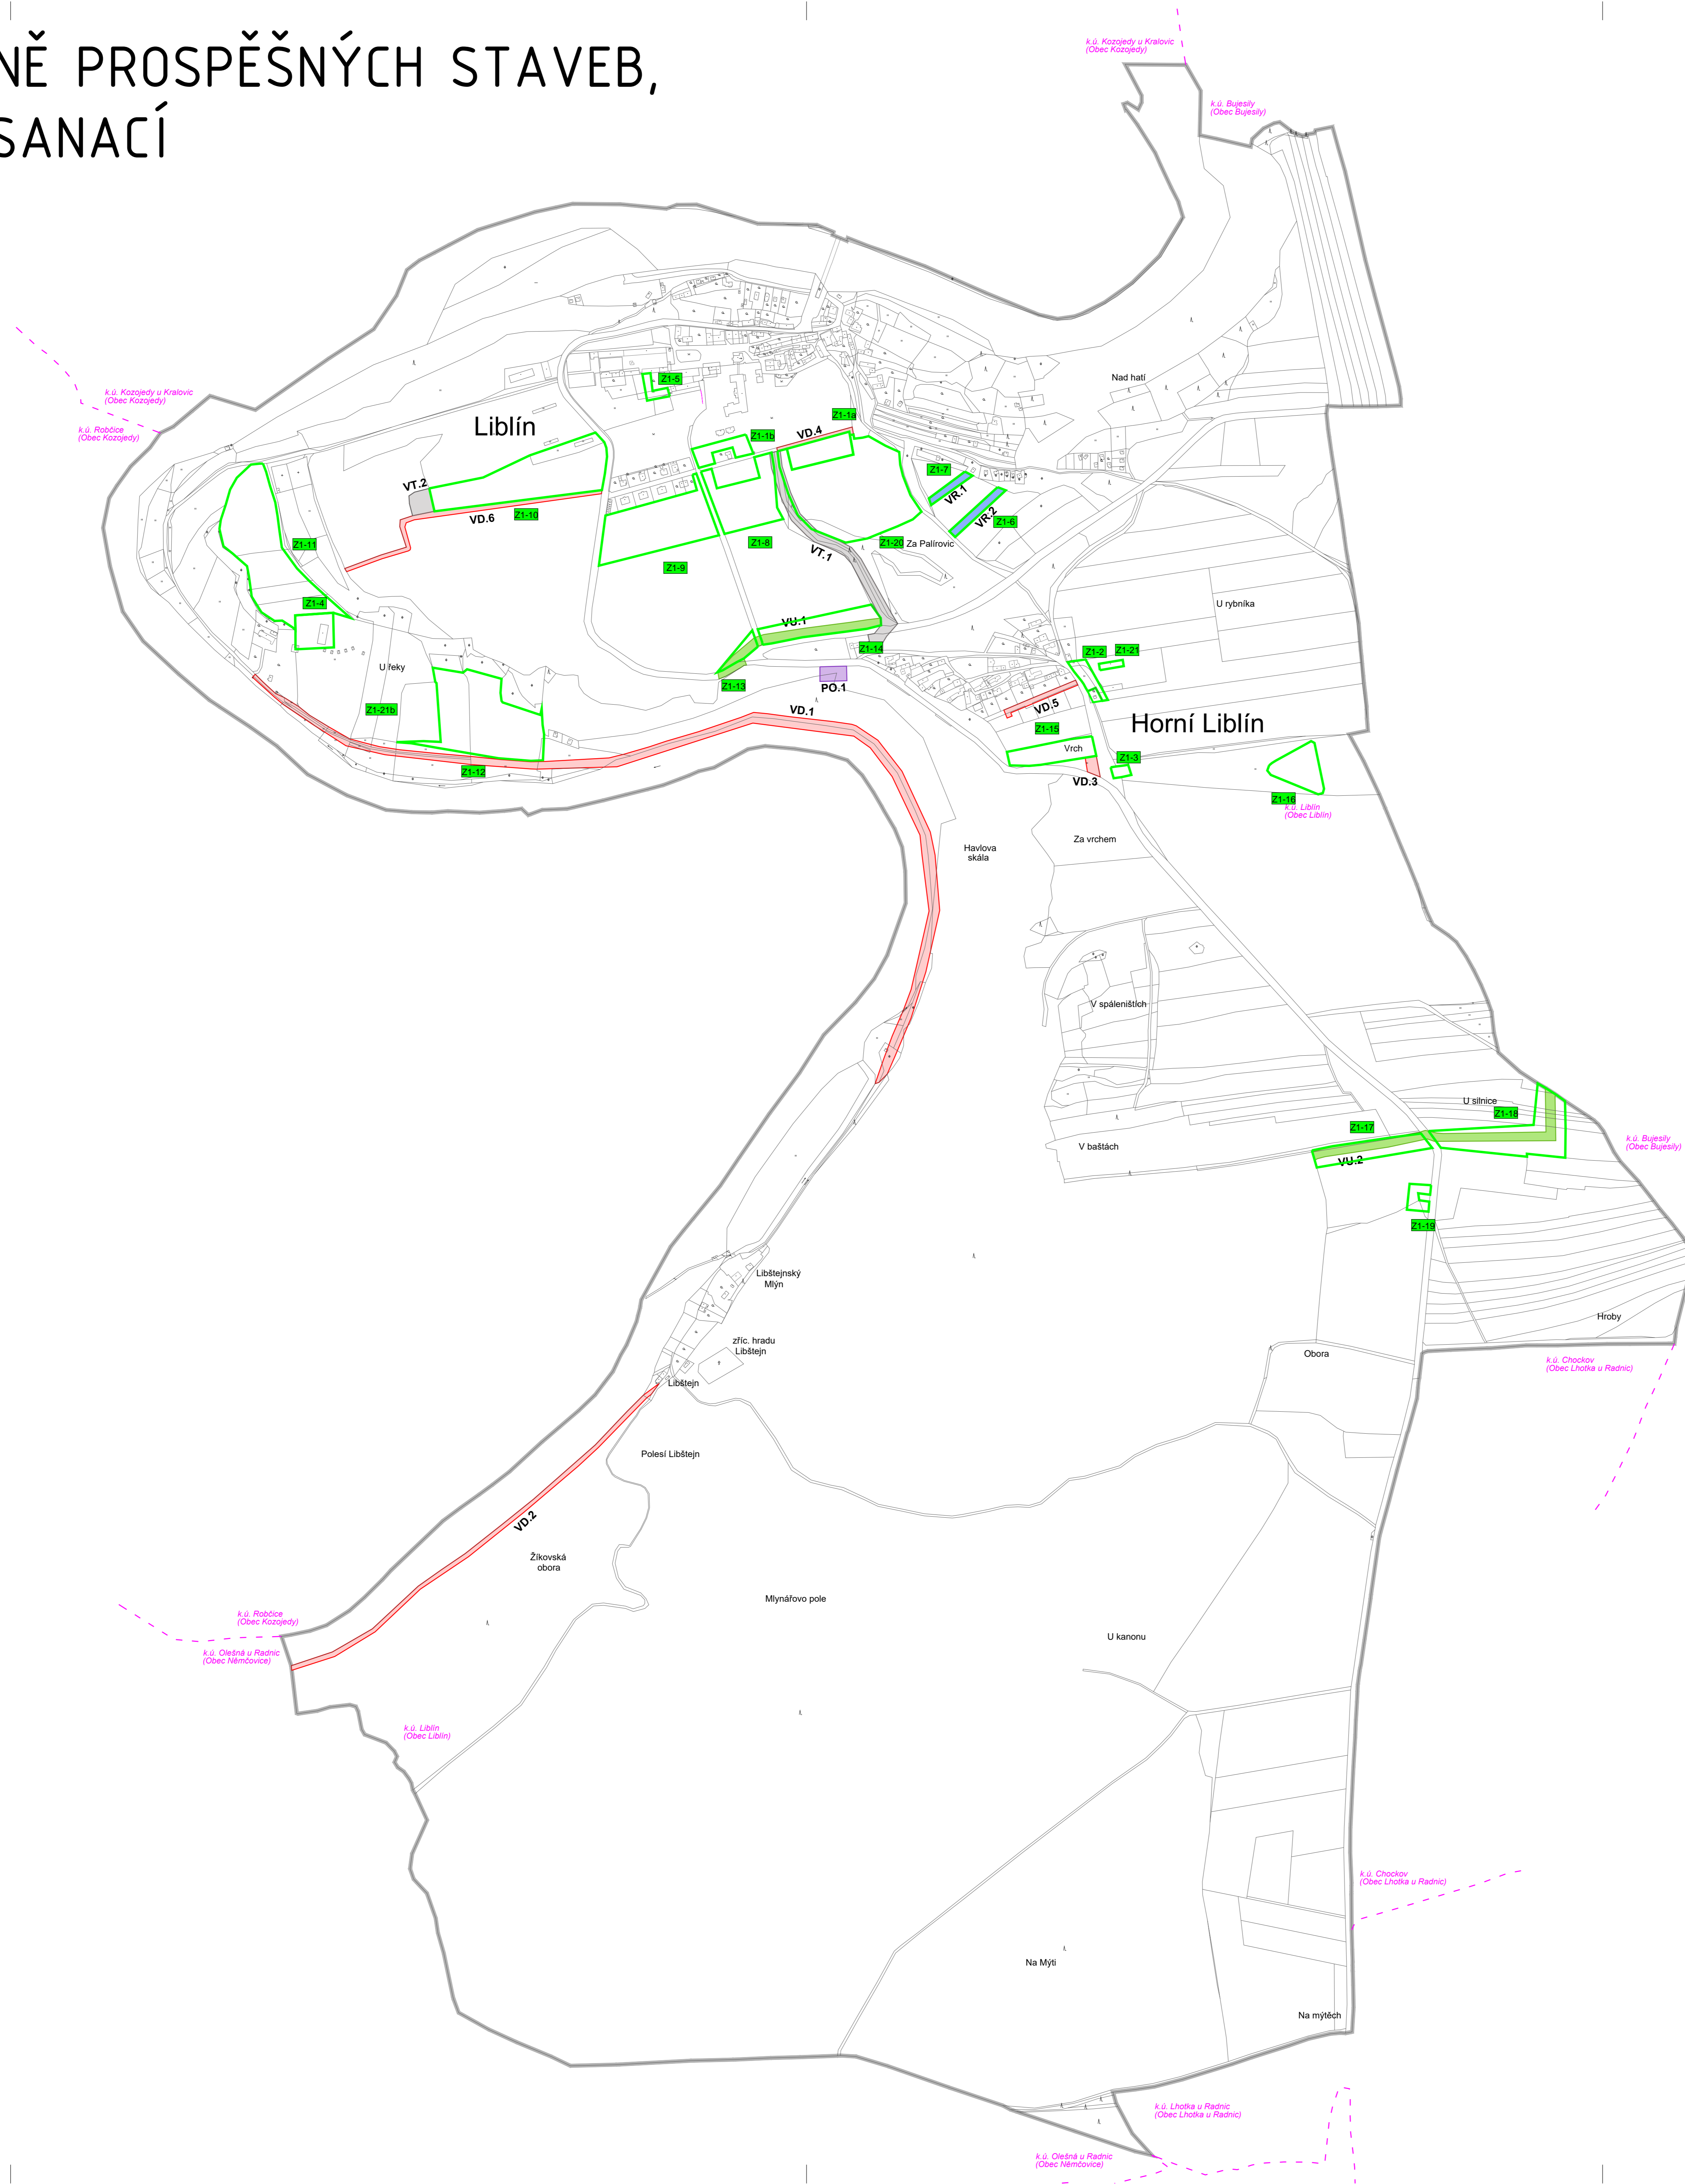 NĚ PROSPĚŠNÝCH STAVEB,
SANACÍ
k.ú. Kozojedy u Kralovic
(Obec Kozojedy)
k.ú. Bujesily
(Obec Bujesily)
k.ú. Kozojedy u Kralovic
(Obec Kozojedy)
k.ú. Robčice
(Obec Kozojedy)
Nad hatí
Z1-5
Liblín
Z1-1a
Z1-1b
VD.4
Z1-7
VT.2
VR.1
VD.6
Z1-10
VR.2
Z1-6
Z1-11
Z1-8
VT.1
Z1-20
Za Palírovic
Z1-9
Z1-4
U rybníka
VU.1
Z1-14
Z1-2
Z1-21
U řeky
Z1-13
PO.1
Z1-21b
VD.1
VD.5
Z1-15
Horní Liblín
Vrch
Z1-3
Z1-12
VD.3
Z1-16
k.ú. Liblín
(Obec Liblín)
Za vrchem
Havlova
skála
V spáleništích
U silnice
Z1-18
Z1-17
V baštách
VU.2
k.ú. Bujesily
(Obec Bujesily)
Z1-19
Libštejnský
Mlýn
Hroby
zříc. hradu
Libštejn
Obora
k.ú. Chockov
(Obec Lhotka u Radnic)
Libštejn
Polesí Libštejn
VD.2
Žíkovská
obora
Mlynářovo pole
k.ú. Robčice
(Obec Kozojedy)
U kanonu
k.ú. Olešná u Radnic
(Obec Němčovice)
k.ú. Liblín
(Obec Liblín)
k.ú. Chockov
(Obec Lhotka u Radnic)
Na Mýti
Na mýtěch
k.ú. Lhotka u Radnic
(Obec Lhotka u Radnic)
k.ú. Olešná u Radnic
(Obec Němčovice)